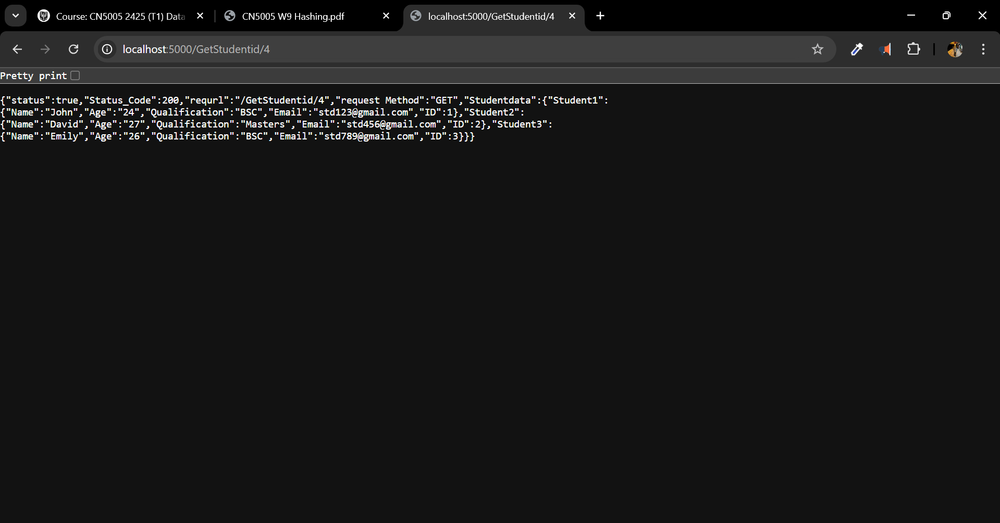 Course: CN5005 2425 (T1) Data
CN5005 W9 Hashing.pdf
localhost:5000/GetStudentid/4
localhost:5000/GetStudentid/4
Pretty print
{"status":true,"Status_Code":200,"requrl":"/GetStudentid/4","request Method":"GET","Studentdata":{"Student1":
{"Name":"John","Age":"24","Qualification":"BSC","Email":"std123@gmail.com","ID":1},"Student2":
{"Name":"David","Age":"27","Qualification":"Masters","Email":"std456@gmail.com","ID":2},"Student3":
{"Name":"Emily","Age":"26","Qualification":"BSC","Email":"std789@gmail.com","ID":3}}}